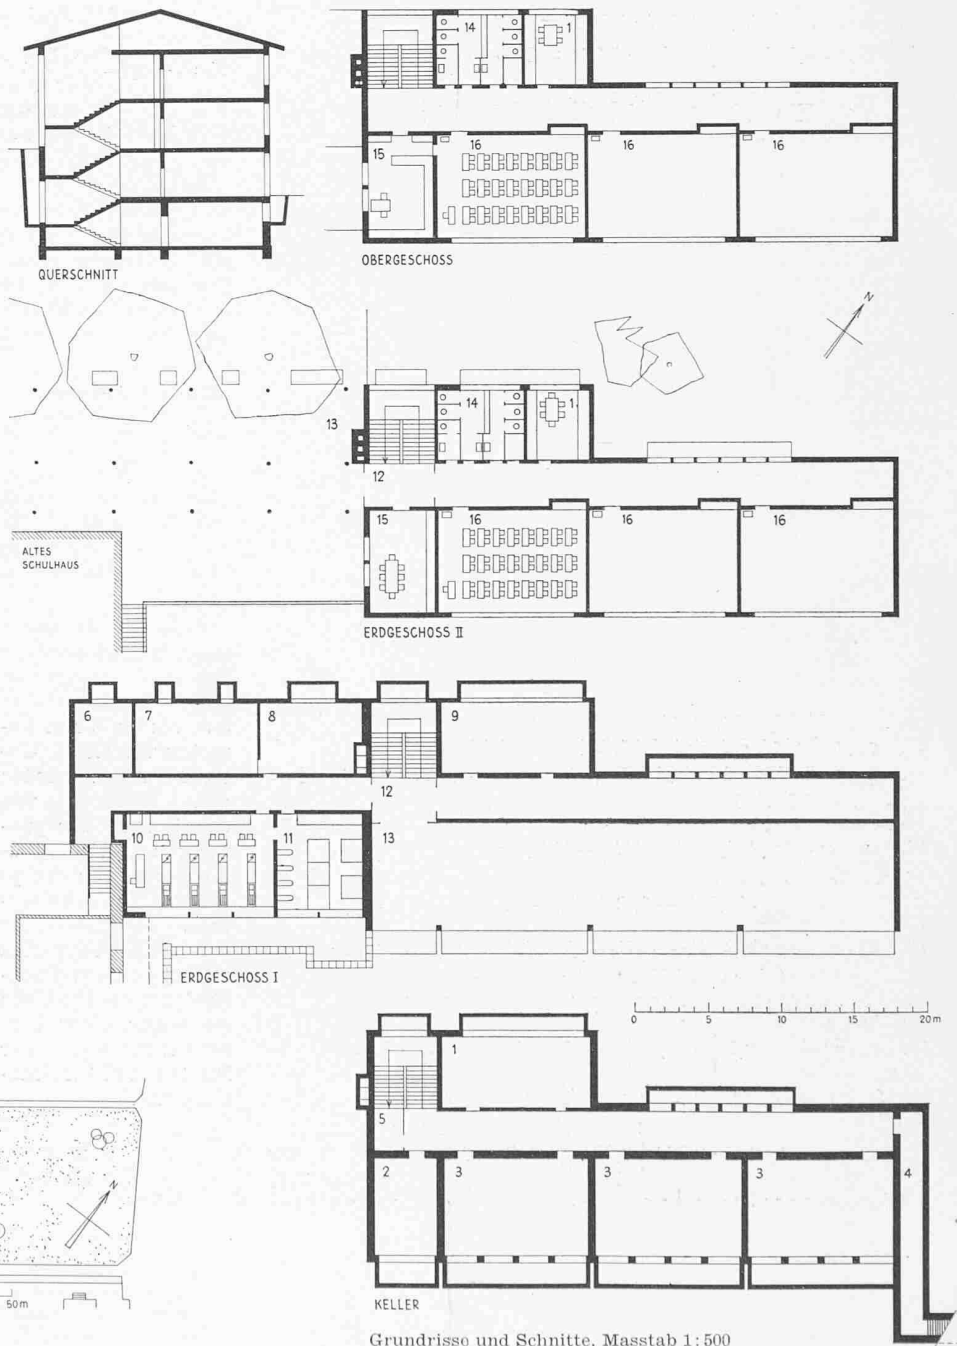 14
1
QUERSCHNITT
15
16
16
16
OBERGESCHOSS
N
13
14
1
12
ALTES
SCHULHAUS
15
16
16
16
ERDGESCHOSS II
6
7
8
9
12
10
11
13
ERDGESCHOSS I
0 5 10 15 20 m
1
5
2
3
3
3
4
N
50 m
KELLER
Grundrisse und Schnitte, Masstab 1:500